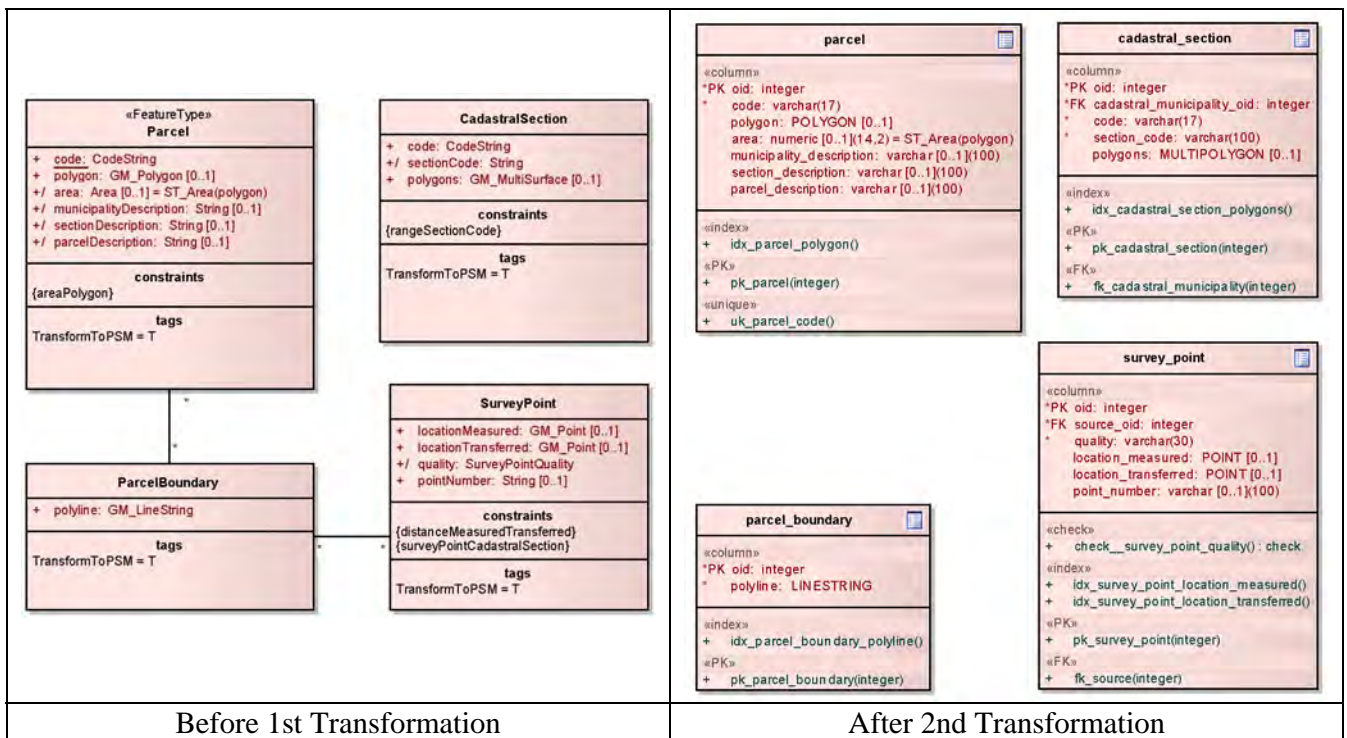 «FeatureType»
Parcel
+ code: CodeString
+ polygon: GM_Polygon [0..1]
+/ area: Area [0..1] = ST_Area(polygon)
+/ municipalityDescription: String [0..1]
+/ sectionDescription: String [0..1]
+/ parcelDescription: String [0..1]
constraints
{areaPolygon}
tags
TransformToPSM = T
*
*
CadastralSection
+ code: CodeString
+/ sectionCode: String
+ polygons: GM_MultiSurface [0..1]
constraints
{rangeSectionCode}
tags
TransformToPSM = T
ParcelBoundary
+ polyline: GM_LineString
tags
TransformToPSM = T
* *
SurveyPoint
+ locationMeasured: GM_Point [0..1]
+ locationTransferred: GM_Point [0..1]
+/ quality: SurveyPointQuality
+ pointNumber: String [0..1]
constraints
{distanceMeasuredTransferred}
{surveyPointCadastralSection}
tags
TransformToPSM = T
Before 1st Transformation
parcel
«column»
*PK oid: integer
* code: varchar(17)
polygon: POLYGON [0..1]
area: numeric [0..1](14,2) = ST_Area(polygon)
municipality_description: varchar [0..1](100)
section_description: varchar [0..1](100)
parcel_description: varchar [0..1](100)
«index»
+ idx_parcel_polygon()
«PK»
+ pk_parcel(integer)
«unique»
+ uk_parcel_code()
cadastral_section
«column»
*PK oid: integer
*FK cadastral_municipality_oid: integer
* code: varchar(17)
* section_code: varchar(100)
polygons: MULTIPOLYGON [0..1]
«index»
+ idx_cadastral_section_polygons()
«PK»
+ pk_cadastral_section(integer)
«FK»
+ fk_cadastral_municipality(integer)
parcel_boundary
«column»
*PK oid: integer
* polyline: LINESTRING
«index»
+ idx_parcel_boundary_polyline()
«PK»
+ pk_parcel_boundary(integer)
survey_point
«column»
*PK oid: integer
*FK source_oid: integer
* quality: varchar(30)
location_measured: POINT [0..1]
location_transferred: POINT [0..1]
point_number: varchar [0..1](100)
«check»
+ check__survey_point_quality() : check
«index»
+ idx_survey_point_location_measured()
+ idx_survey_point_location_transferred()
«PK»
+ pk_survey_point(integer)
«FK»
+ fk_source(integer)
After 2nd Transformation